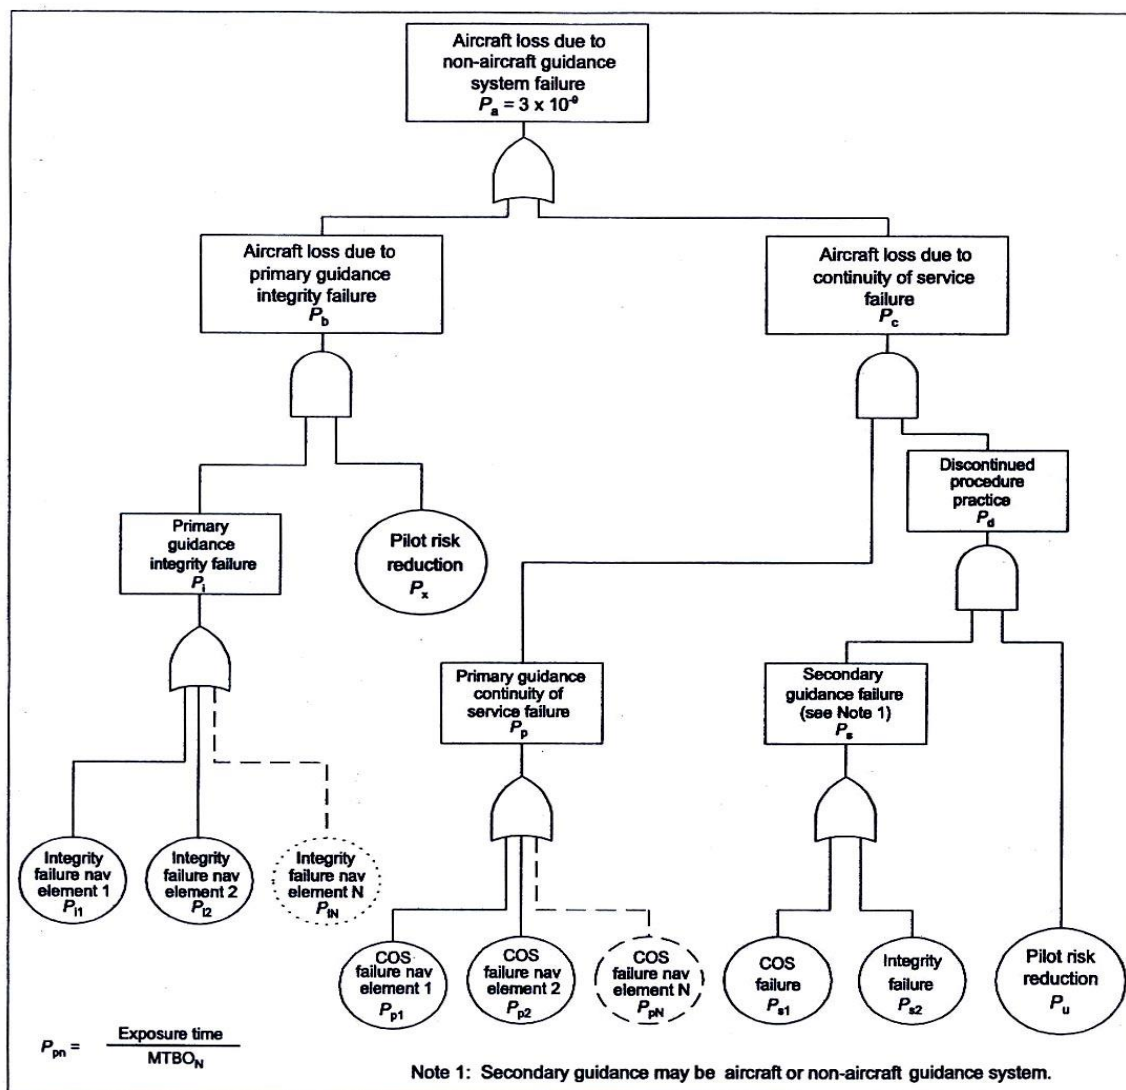 Aircraft loss due to
non-aircraft guidance
system failure
Pa = 3 x 10⁻⁹
Aircraft loss due to
primary guidance
integrity failure
Pb
Aircraft loss due to
continuity of service
failure
Pc
Discontinued
procedure
practice
Pd
Primary
guidance
integrity failure
Pi
Pilot risk
reduction
Px
Primary guidance
continuity of
service failure
Pp
Secondary
guidance failure
(see Note 1)
Ps
Integrity
failure nav
element 1
PI1
Integrity
failure nav
element 2
PI2
Integrity
failure nav
element N
PIN
COS
failure nav
element 1
Pp1
COS
failure nav
element 2
Pp2
COS
failure nav
element N
PpN
COS
failure
Ps1
Integrity
failure
Ps2
Pilot risk
reduction
Pu
Ppn = Exposure time
MTBON
Note 1: Secondary guidance may be aircraft or non-aircraft guidance system.